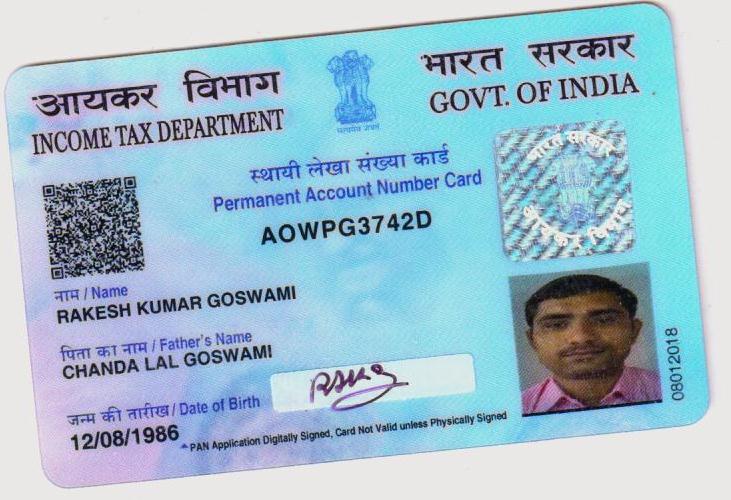 आयकर विभाग
INCOME TAX DEPARTMENT
भारत सरकार
GOVT. OF INDIA
सत्यमेव जयते
स्थायी लेखा संख्या कार्ड
Permanent Account Number Card
AOWPG3742D
भारत सरकार
आयकर विभाग
नाम / Name
RAKESH KUMAR GOSWAMI
पिता का नाम / Father's Name
CHANDA LAL GOSWAMI
जन्म की तारीख / Date of Birth
12/08/1986
PAN Application Digitally Signed, Card Not Valid unless Physically Signed
08012018